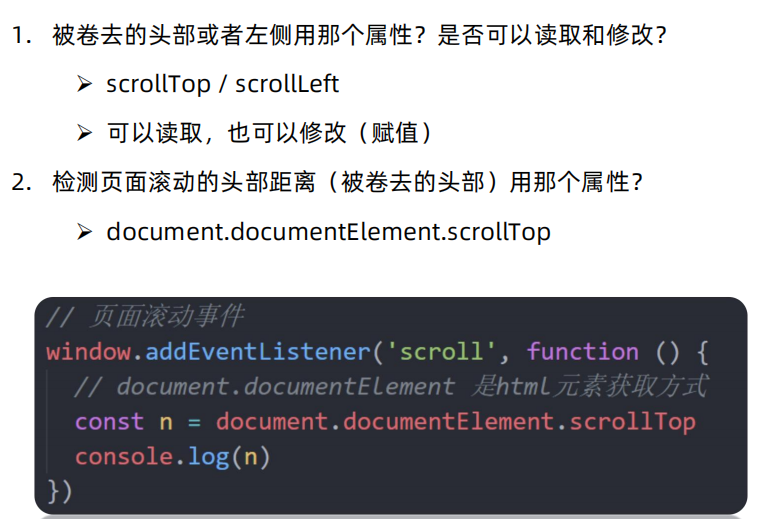 1. 被卷去的头部或者左侧用那个属性？是否可以读取和修改？
➢ scrollTop / scrollLeft
➢ 可以读取，也可以修改（赋值）
2. 检测页面滚动的头部距离（被卷去的头部）用那个属性？
➢ document.documentElement.scrollTop
// 页面滚动事件
window.addEventListener('scroll', function () {
// document.documentElement 是html元素获取方式
const n = document.documentElement.scrollTop
console.log(n)
})